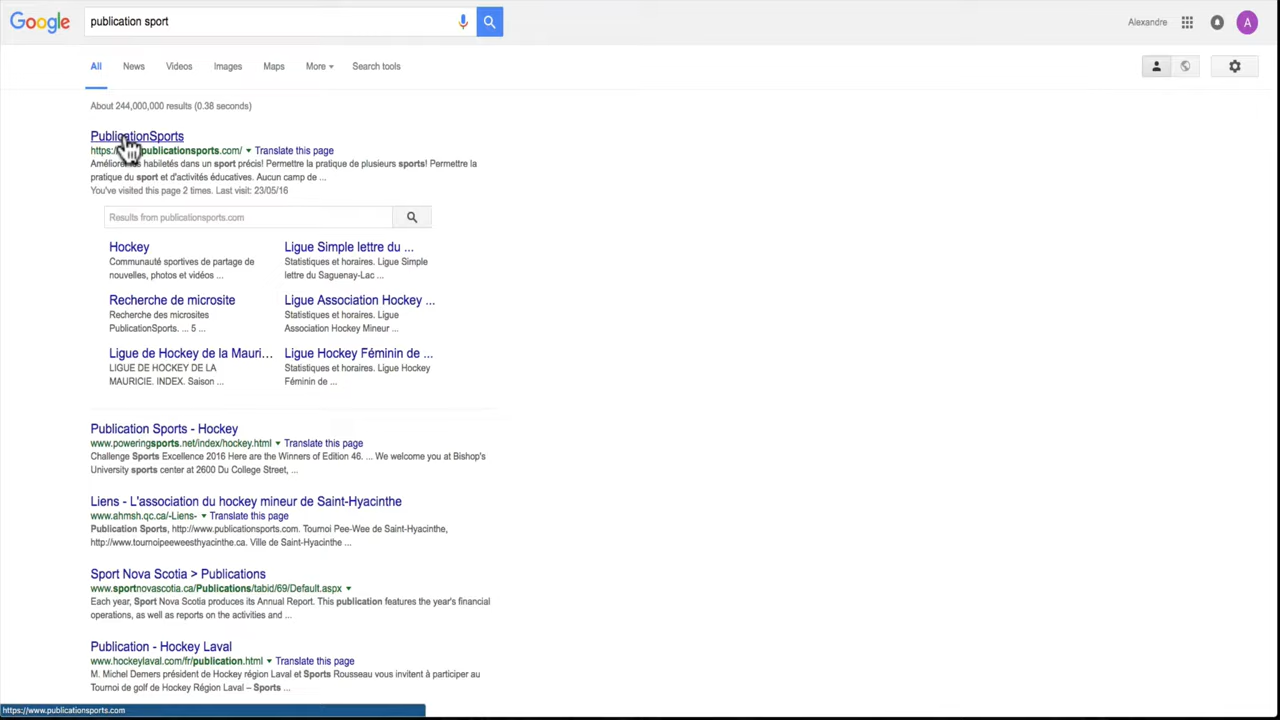 Google
publication sport
Alexandre
A
All News Videos Images Maps More Search tools
About 244,000,000 results (0.38 seconds)
PublicationSports
https:// publicationsports.com/ Translate this page
habiletés dans un sport précis! Permettre la pratique de plusieurs sports! Permettre la
pratique du sport et d'activités éducatives. Aucun camp de ...
You've visited this page 2 times. Last visit: 23/05/16
Results from publicationsports.com
Hockey
Communauté sportives de partage de
nouvelles, photos et vidéos ...
Ligue Simple lettre du ...
Statistiques et horaires. Ligue Simple
lettre du Saguenay-Lac ...
Recherche de microsite
Recherche des microsites
PublicationSports. ... 5 ...
Ligue Association Hockey ...
Statistiques et horaires. Ligue
Association Hockey Mineur ...
Ligue de Hockey de la Mauri...
LIGUE DE HOCKEY DE LA
MAURICIE. INDEX. Saison ...
Ligue Hockey Féminin de ...
Statistiques et horaires. Ligue Hockey
Féminin de ...
Publication Sports - Hockey
www.poweringsports.net/index/hockey.html Translate this page
Challenge Sports Excellence 2016 Here are the Winners of Edition 46. ... We welcome you at Bishop's
University sports center at 2600 Du College Street, ...
Liens - L'association du hockey mineur de Saint-Hyacinthe
www.ahmsh.qc.ca/-Liens- Translate this page
Publication Sports, http://www.publicationsports.com. Tournoi Pee-Wee de Saint-Hyacinthe,
http://www.tournoipeeweesthyacinthe.ca. Ville de Saint-Hyacinthe ...
Sport Nova Scotia > Publications
www.sportnovascotia.ca/Publications/tabid/69/Default.aspx
Each year, Sport Nova Scotia produces its Annual Report. This publication features the year's financial
operations, as well as reports on the activities and ...
Publication - Hockey Laval
www.hockeylaval.com/fr/publication.html Translate this page
M. Michel Demers président de Hockey région Laval et Sports Rousseau vous invitent à participer au
Tournoi de golf de Hockey Région Laval – Sports ...
https://www.publicationsports.com